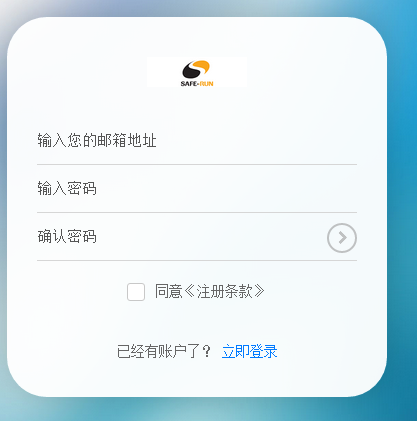 SAFE-RUN
输入您的邮箱地址
输入密码
确认密码
同意《注册条款》
已经有账户了？ 立即登录